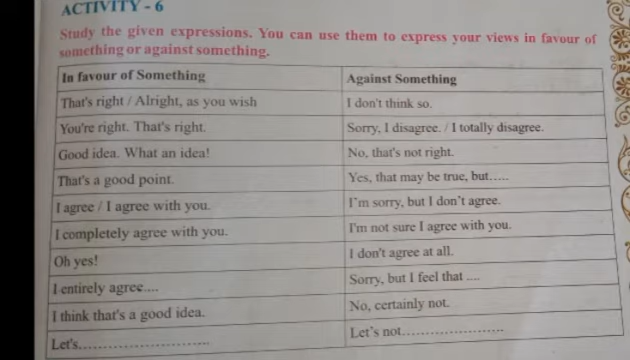 ACTIVITY - 6
Study the given expressions. You can use them to express your views in favour of
something or against something.
In favour of Something Against Something
That's right / Alright, as you wish I don't think so.
You're right. That's right. Sorry, I disagree. / I totally disagree.
Good idea. What an idea! No, that's not right.
That's a good point. Yes, that may be true, but.....
I agree / I agree with you. I'm sorry, but I don't agree.
I completely agree with you. I'm not sure I agree with you.
Oh yes! I don't agree at all.
I entirely agree.... Sorry, but I feel that ....
I think that's a good idea. No, certainly not.
Let's.......................... Let's not.....................